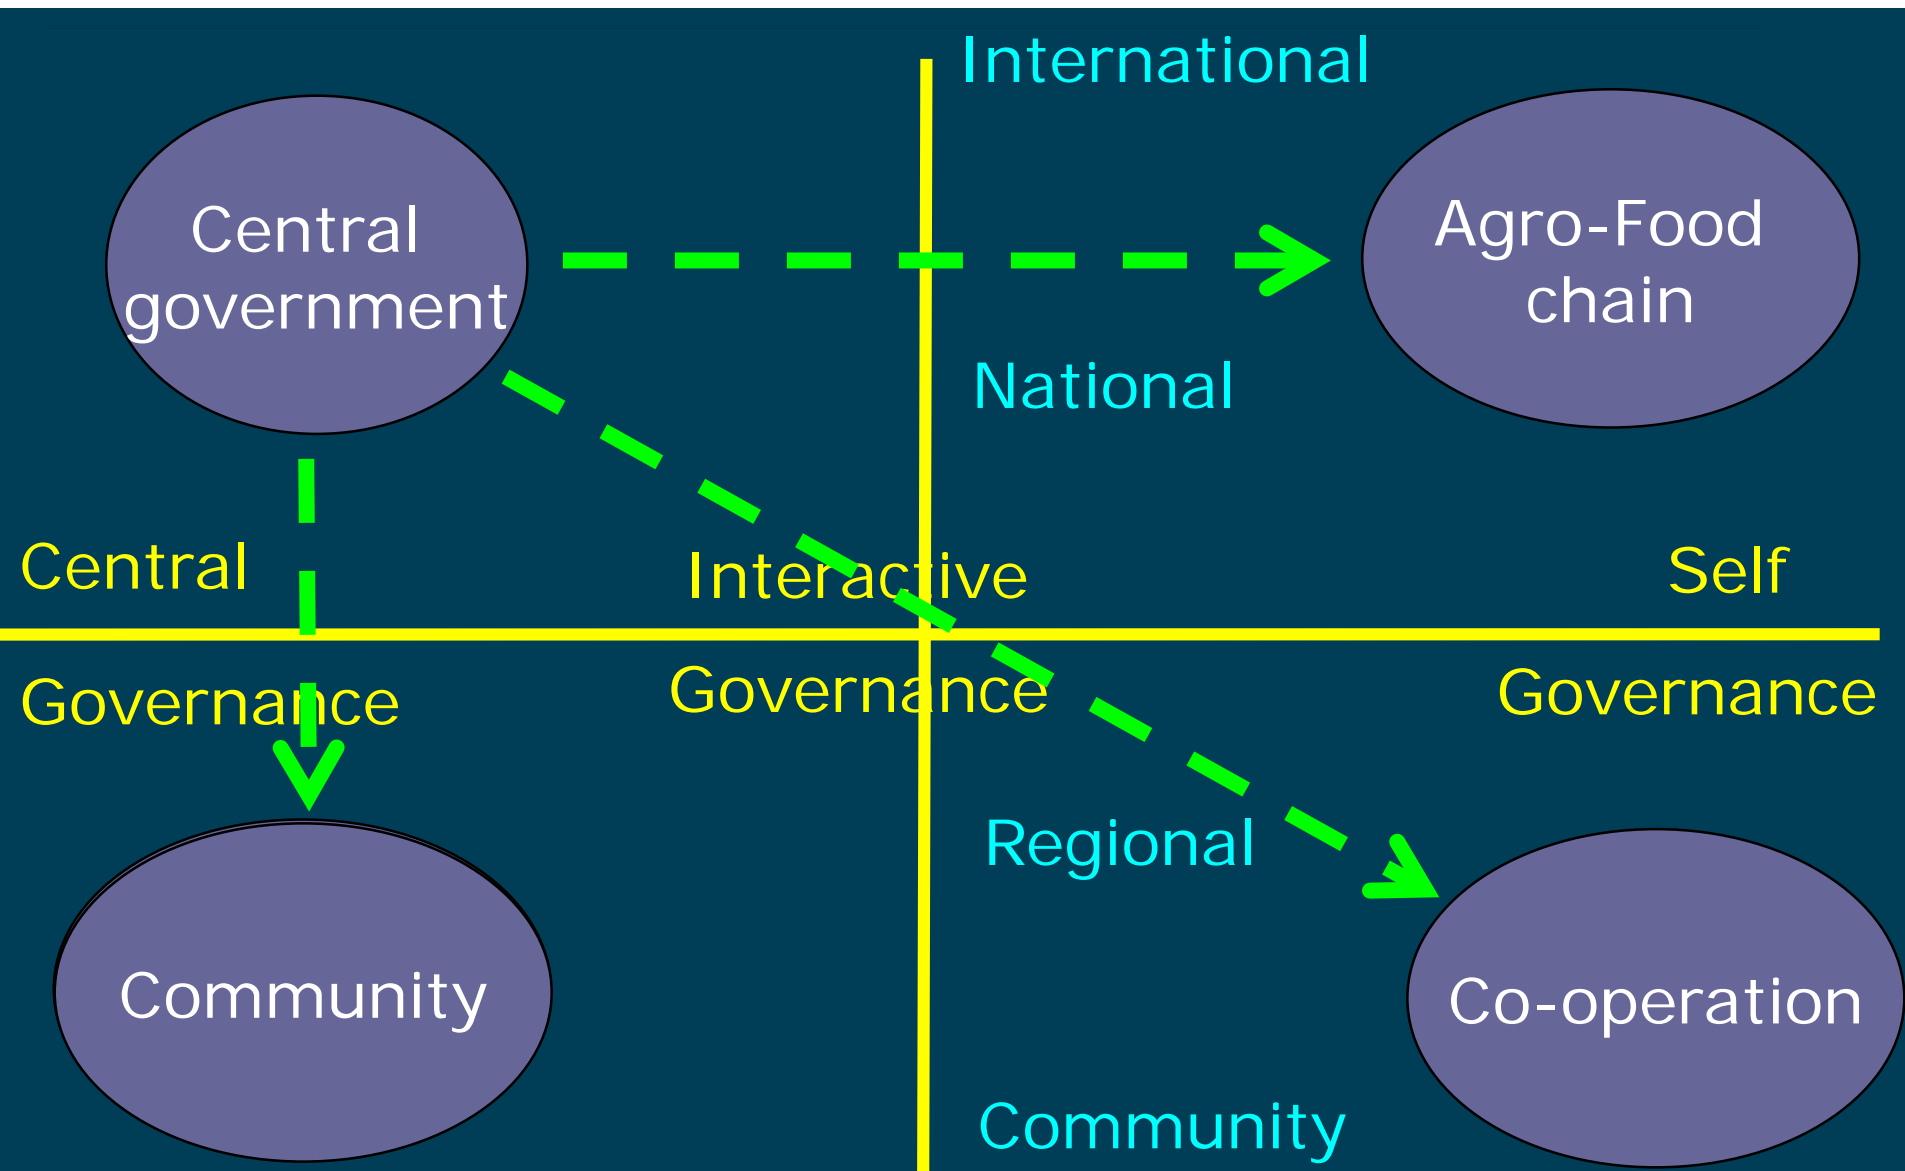 International
Central
government
Agro-Food
chain
National
Central
Interactive
Self
Governance
Governance
Governance
Regional
Community
Co-operation
Community